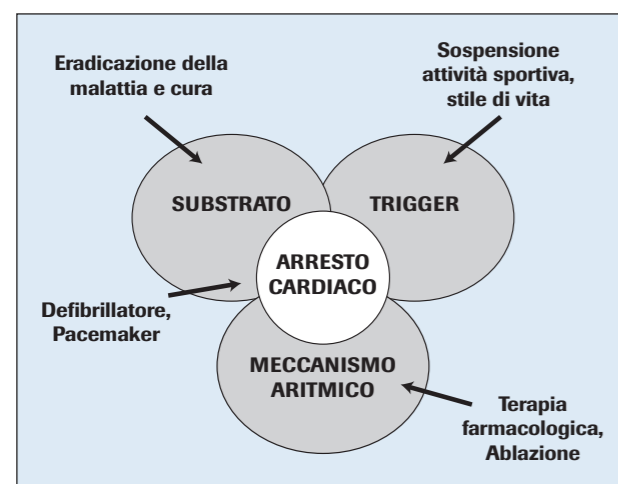 Eradicazione della
malattia e cura
Sospensione
attività sportiva,
stile di vita
SUBSTRATO
TRIGGER
ARRESTO
CARDIACO
Defibrillatore,
Pacemaker
MECCANISMO
ARITMICO
Terapia
farmacologica,
Ablazione